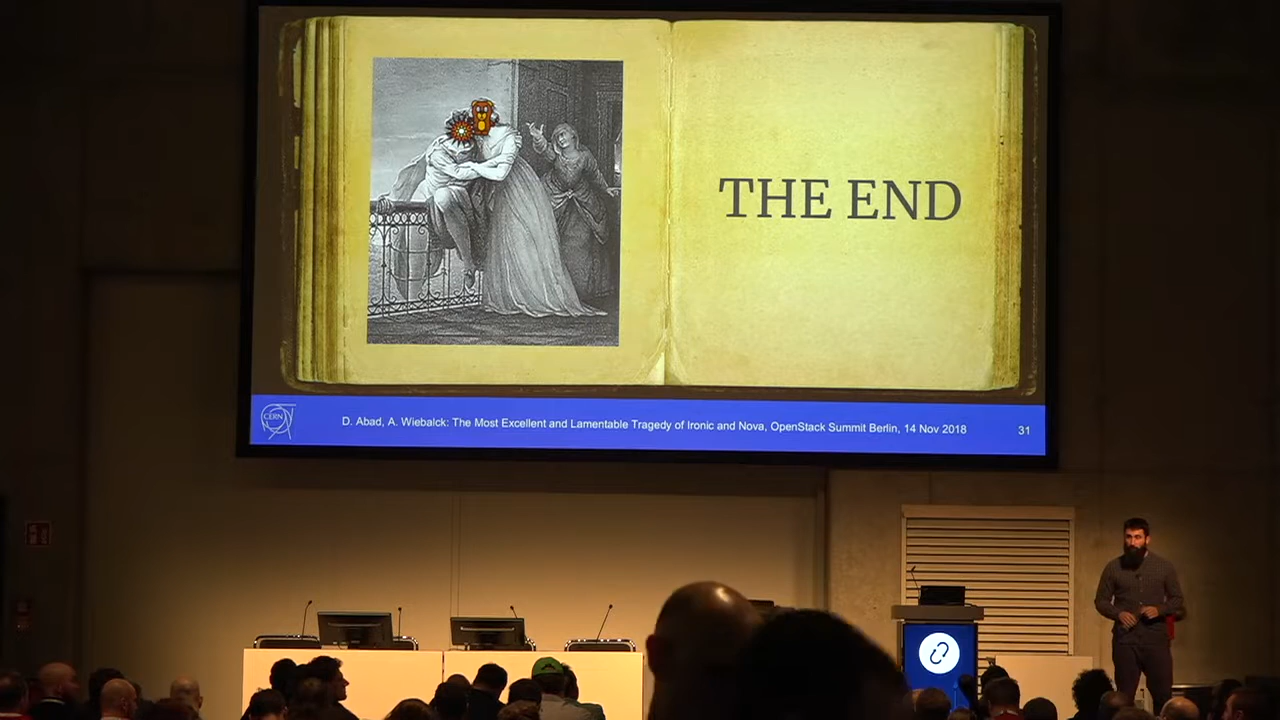 THE END
CERN
D. Abad, A. Wiebalck: The Most Excellent and Lamentable Tragedy of Ironic and Nova, OpenStack Summit Berlin, 14 Nov 2018
31